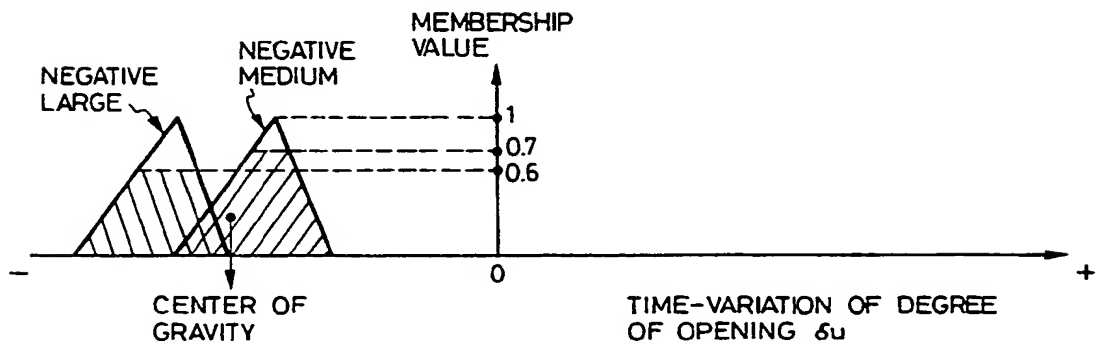 MEMBERSHIP
VALUE
NEGATIVE
MEDIUM
NEGATIVE
LARGE
1
0.7
0.6
−
0
+
CENTER OF
GRAVITY
TIME-VARIATION OF DEGREE
OF OPENING δu